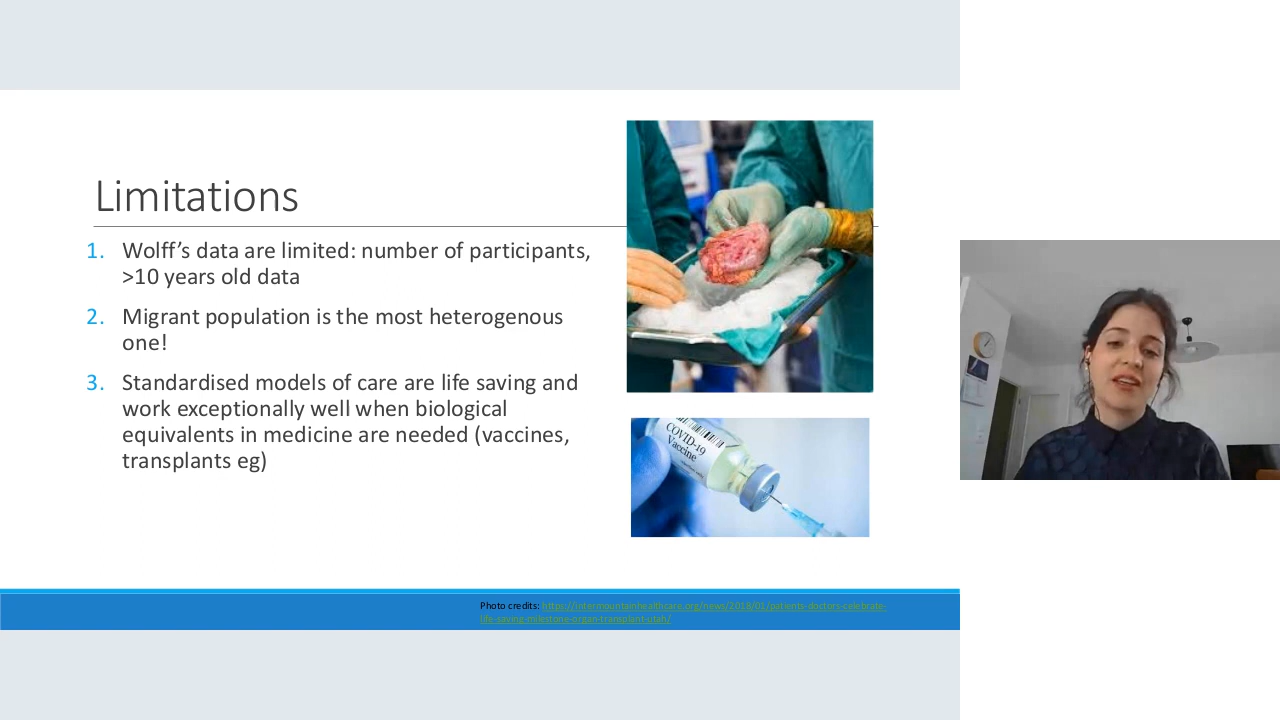 Limitations
1. Wolff’s data are limited: number of participants,
>10 years old data
2. Migrant population is the most heterogenous
one!
3. Standardised models of care are life saving and
work exceptionally well when biological
equivalents in medicine are needed (vaccines,
transplants eg)
COVID-19
Vaccine
Photo credits: https://intermountainhealthcare.org/news/2018/01/patients-doctors-celebrate-
life-saving-milestone-organ-transplant-utah/